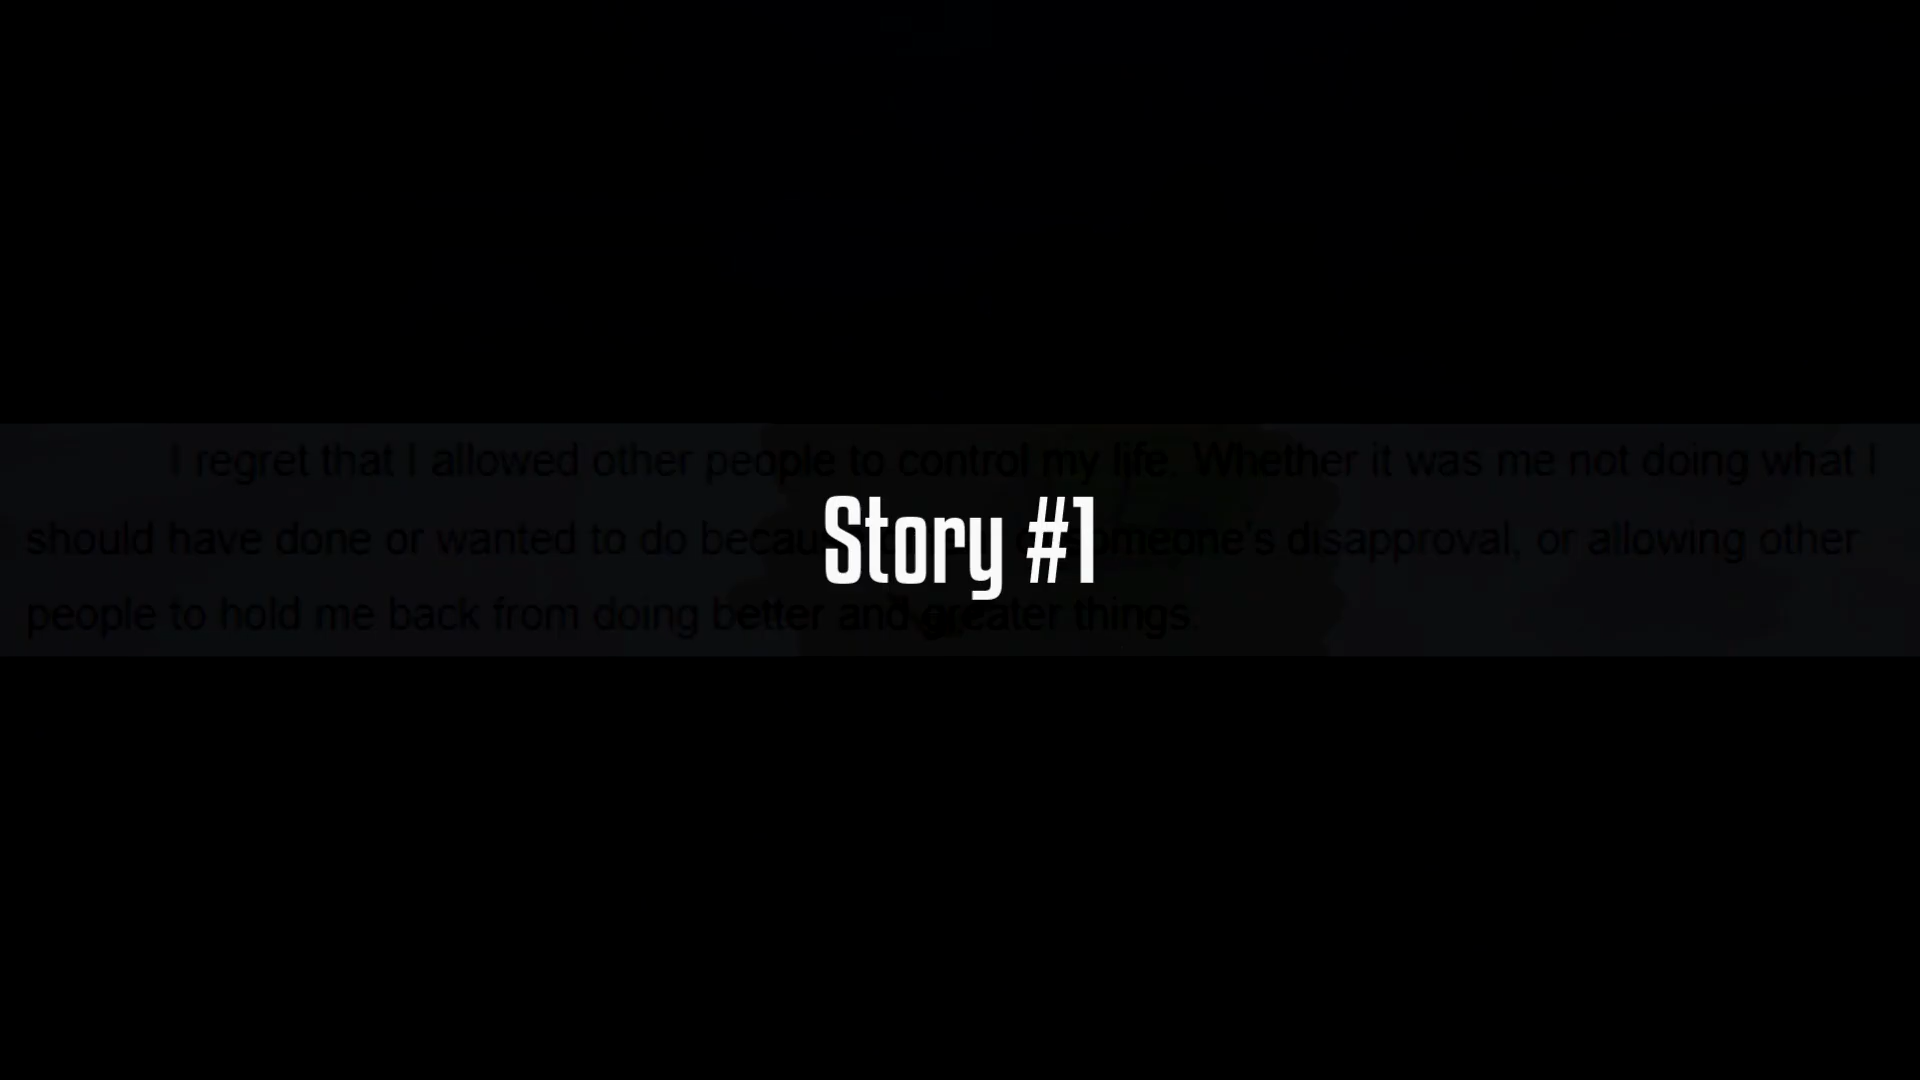 I regret that I allowed other people to control my life. Whether it was me not doing what I
Story #1
should have done or wanted to do someone's disapproval, or allowing other
people to hold me back from doing better and greater things.